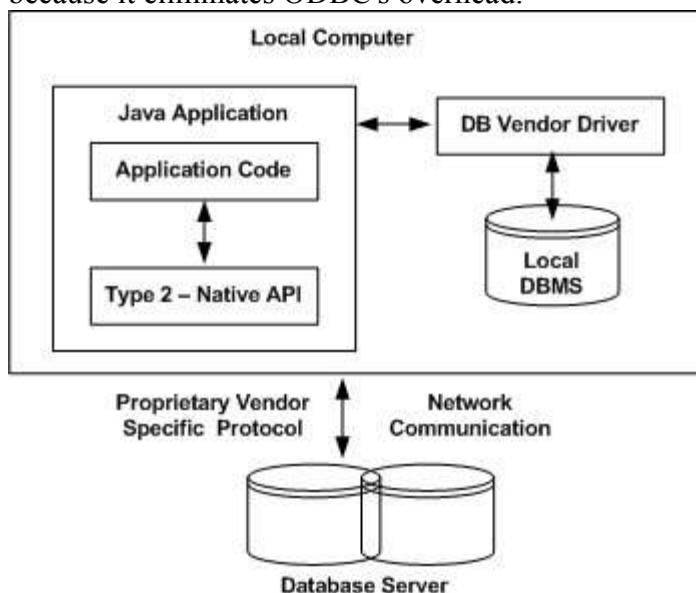 because it eliminates ODBC's overhead.
Local Computer
Java Application
DB Vendor Driver
Application Code
Local
DBMS
Type 2 – Native API
Proprietary Vendor
Specific Protocol
Network
Communication
Database Server